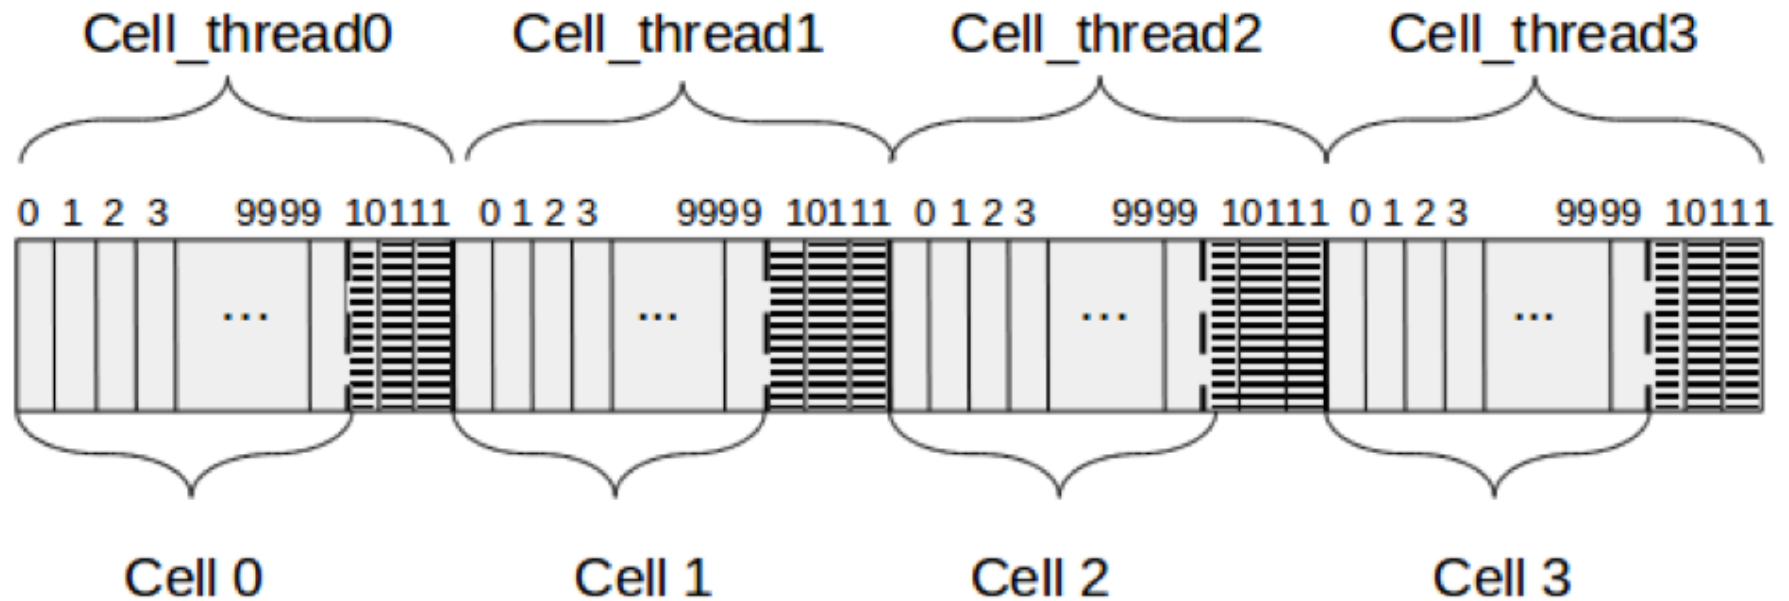 Cell_thread0 Cell_thread1 Cell_thread2 Cell_thread3
0 1 2 3 9999 10111 0 1 2 3 9999 10111 0 1 2 3 9999 10111 0 1 2 3 9999 10111
... ... ... ...
Cell 0 Cell 1 Cell 2 Cell 3